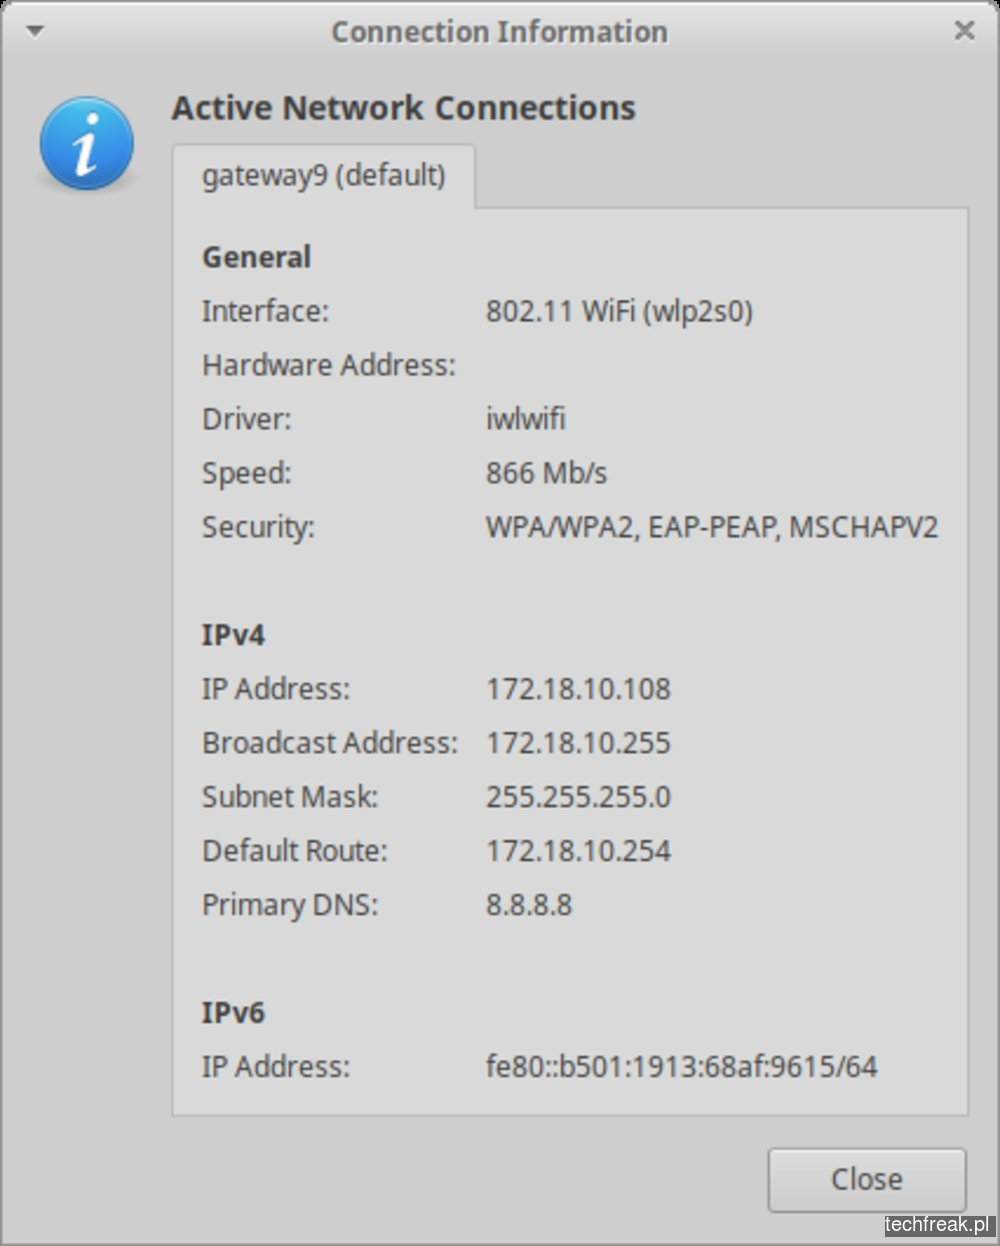 Connection Information
i
Active Network Connections
gateway9 (default)
General
Interface: 802.11 WiFi (wlp2s0)
Hardware Address:
Driver: iwlwifi
Speed: 866 Mb/s
Security: WPA/WPA2, EAP-PEAP, MSCHAPV2
IPv4
IP Address: 172.18.10.108
Broadcast Address: 172.18.10.255
Subnet Mask: 255.255.255.0
Default Route: 172.18.10.254
Primary DNS: 8.8.8.8
IPv6
IP Address: fe80::b501:1913:68af:9615/64
Close
techfreak.pl